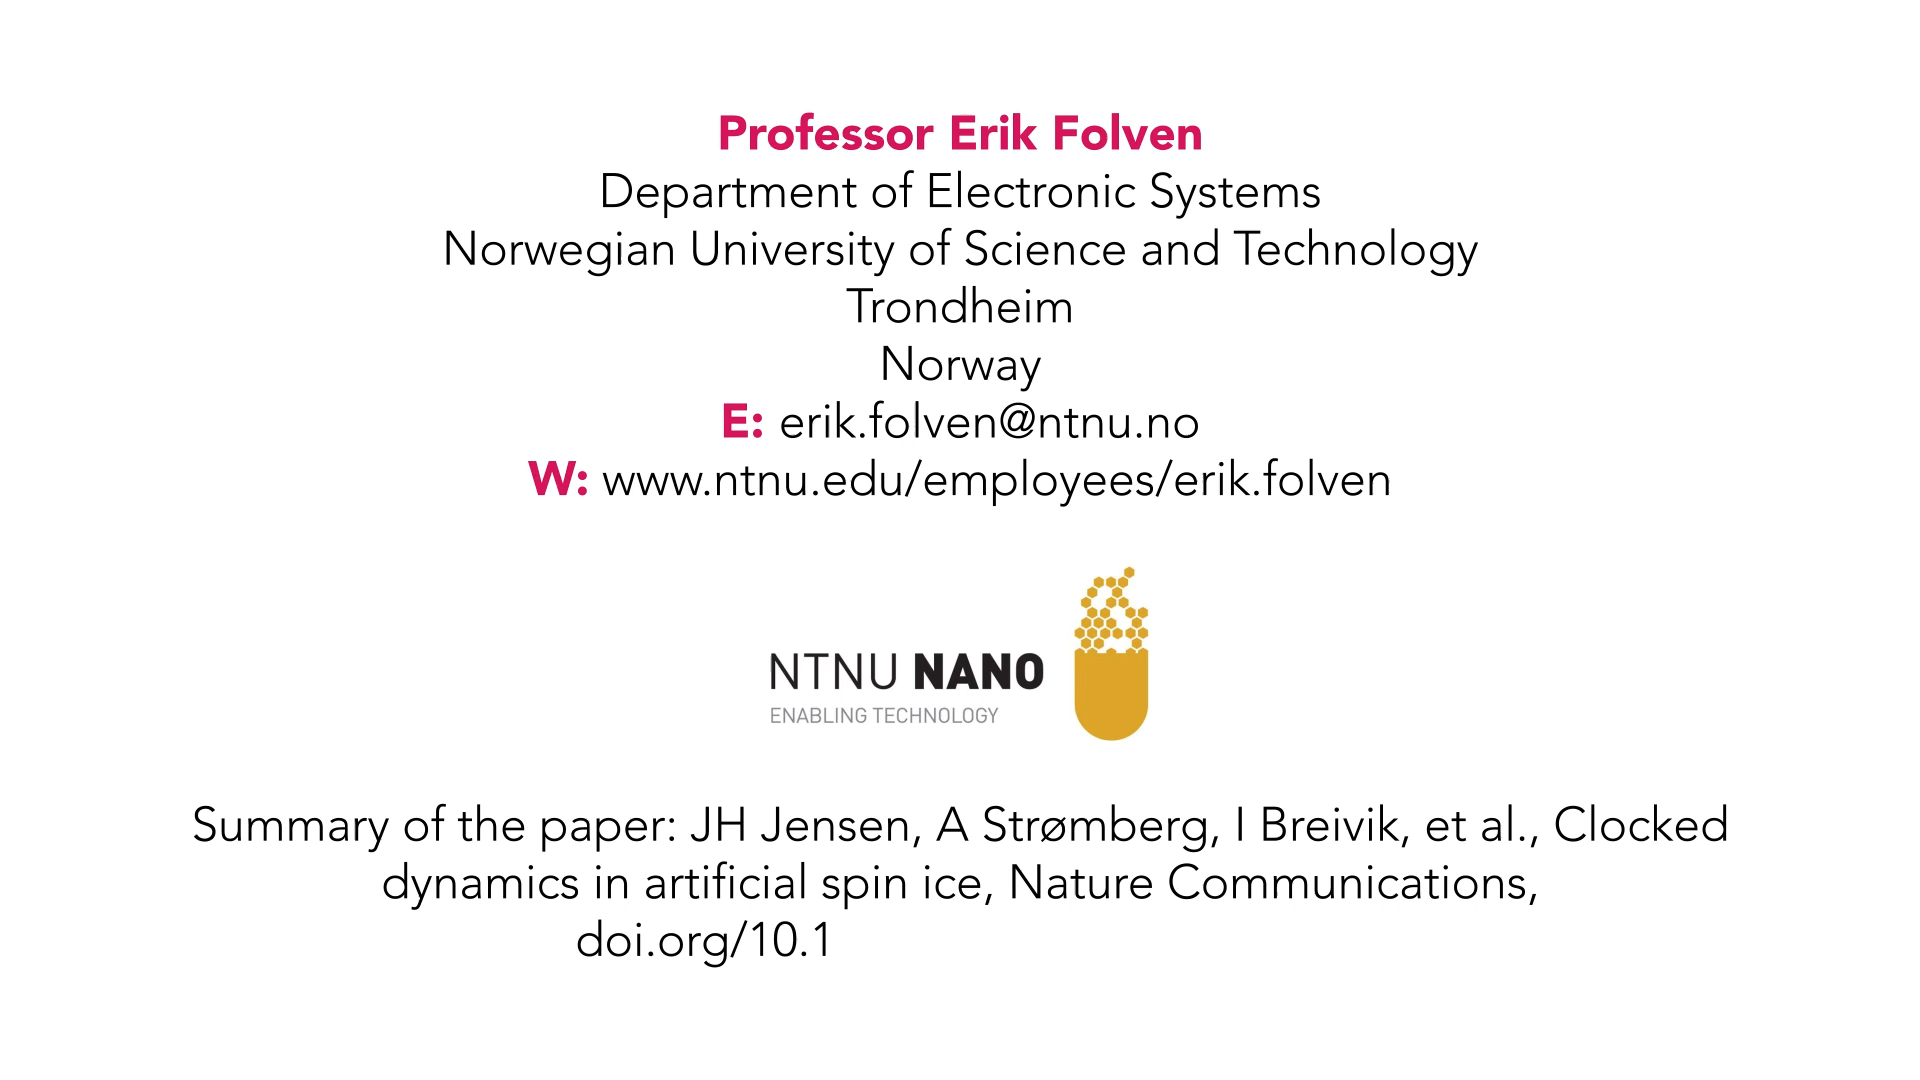 Professor Erik Folven
Department of Electronic Systems
Norwegian University of Science and Technology
Trondheim
Norway
E: erik.folven@ntnu.no
W: www.ntnu.edu/employees/erik.folven
NTNU NANO
ENABLING TECHNOLOGY
Summary of the paper: JH Jensen, A Strømberg, I Breivik, et al., Clocked
dynamics in artificial spin ice, Nature Communications,
doi.org/10.1